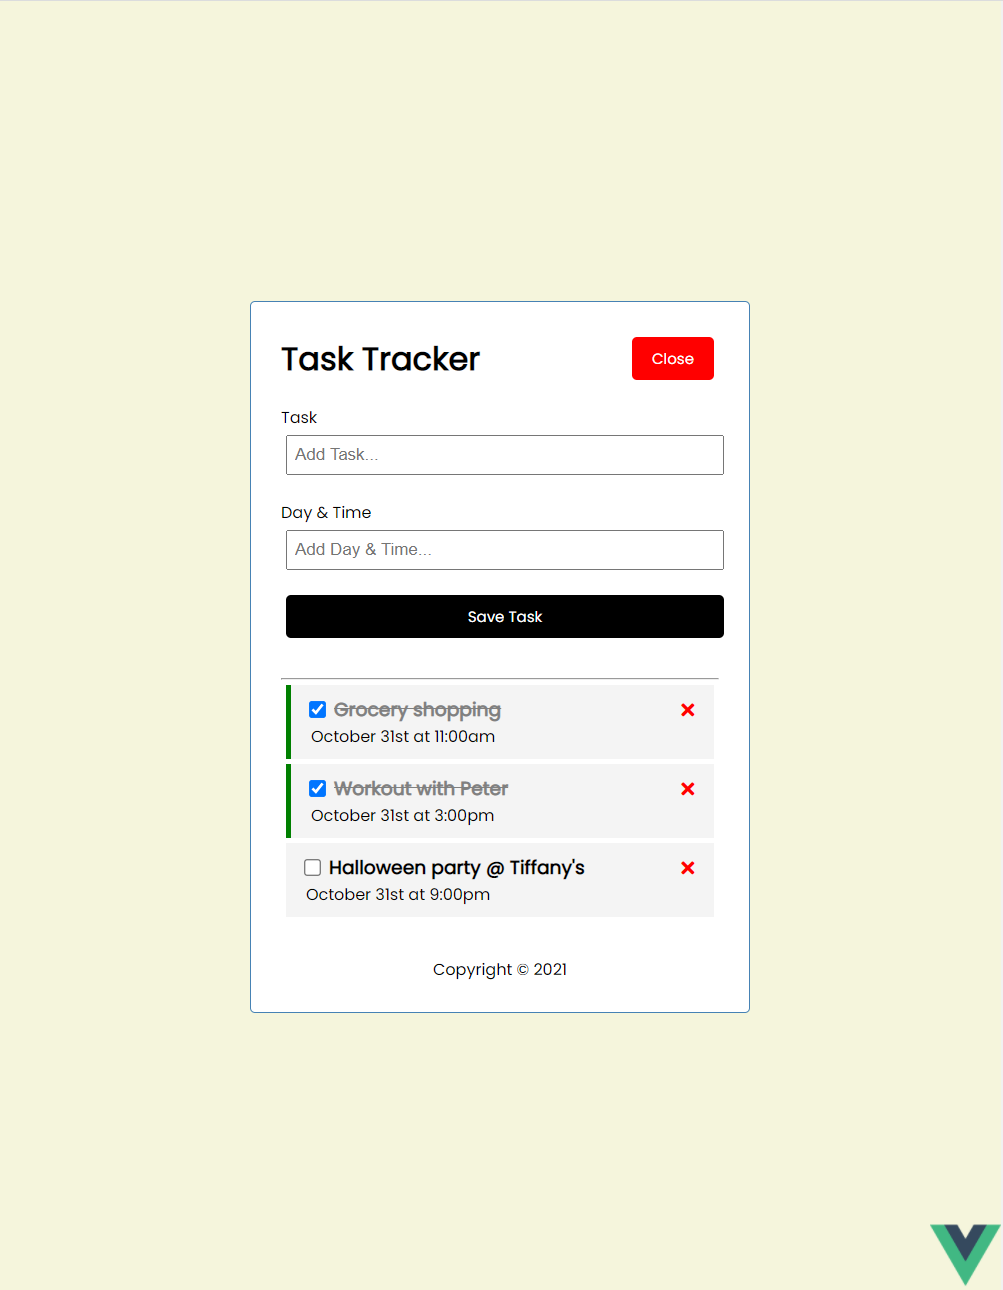 Task Tracker
Close
Task
Add Task...
Day & Time
Add Day & Time...
Save Task
Grocery shopping
October 31st at 11:00am
Workout with Peter
October 31st at 3:00pm
Halloween party @ Tiffany's
October 31st at 9:00pm
Copyright © 2021